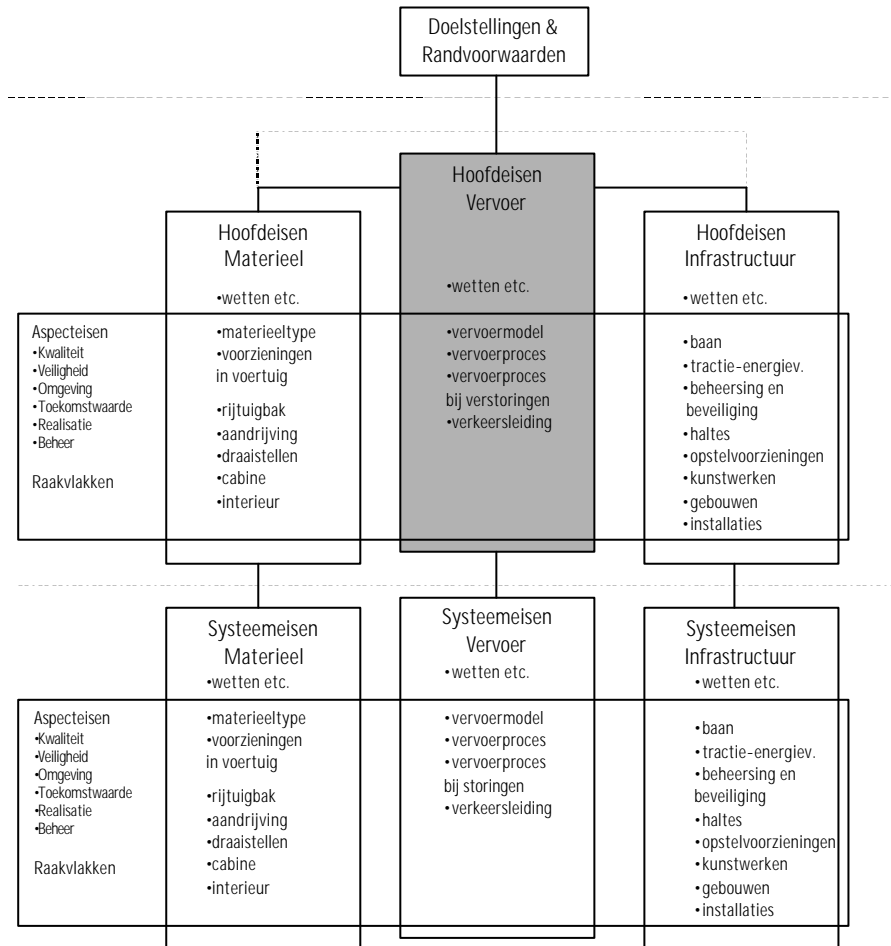 Doelstellingen &
Randvoorwaarden
Hoofdeisen
Vervoer
•wetten etc.
•vervoermodel
•vervoerproces
•vervoerproces
bij verstoringen
•verkeersleiding
Hoofdeisen
Materieel
•wetten etc.
•materieeltype
•voorzieningen
in voertuig
•rijtuigbak
•aandrijving
•draaistellen
•cabine
•interieur
Hoofdeisen
Infrastructuur
•wetten etc.
•baan
•tractie-energiev.
•beheersing en
beveiliging
•haltes
•opstelvoorzieningen
•kunstwerken
•gebouwen
•installaties
Aspecteisen
•Kwaliteit
•Veiligheid
•Omgeving
•Toekomstwaarde
•Realisatie
•Beheer
Raakvlakken
Systeemeisen
Materieel
•wetten etc.
•materieeltype
•voorzieningen
in voertuig
•rijtuigbak
•aandrijving
•draaistellen
•cabine
•interieur
Systeemeisen
Vervoer
•wetten etc.
•vervoermodel
•vervoerproces
•vervoerproces
bij storingen
•verkeersleiding
Systeemeisen
Infrastructuur
•wetten etc.
•baan
•tractie-energiev.
•beheersing en
beveiliging
•haltes
•opstelvoorzieningen
•kunstwerken
•gebouwen
•installaties
Aspecteisen
•Kwaliteit
•Veiligheid
•Omgeving
•Toekomstwaarde
•Realisatie
•Beheer
Raakvlakken